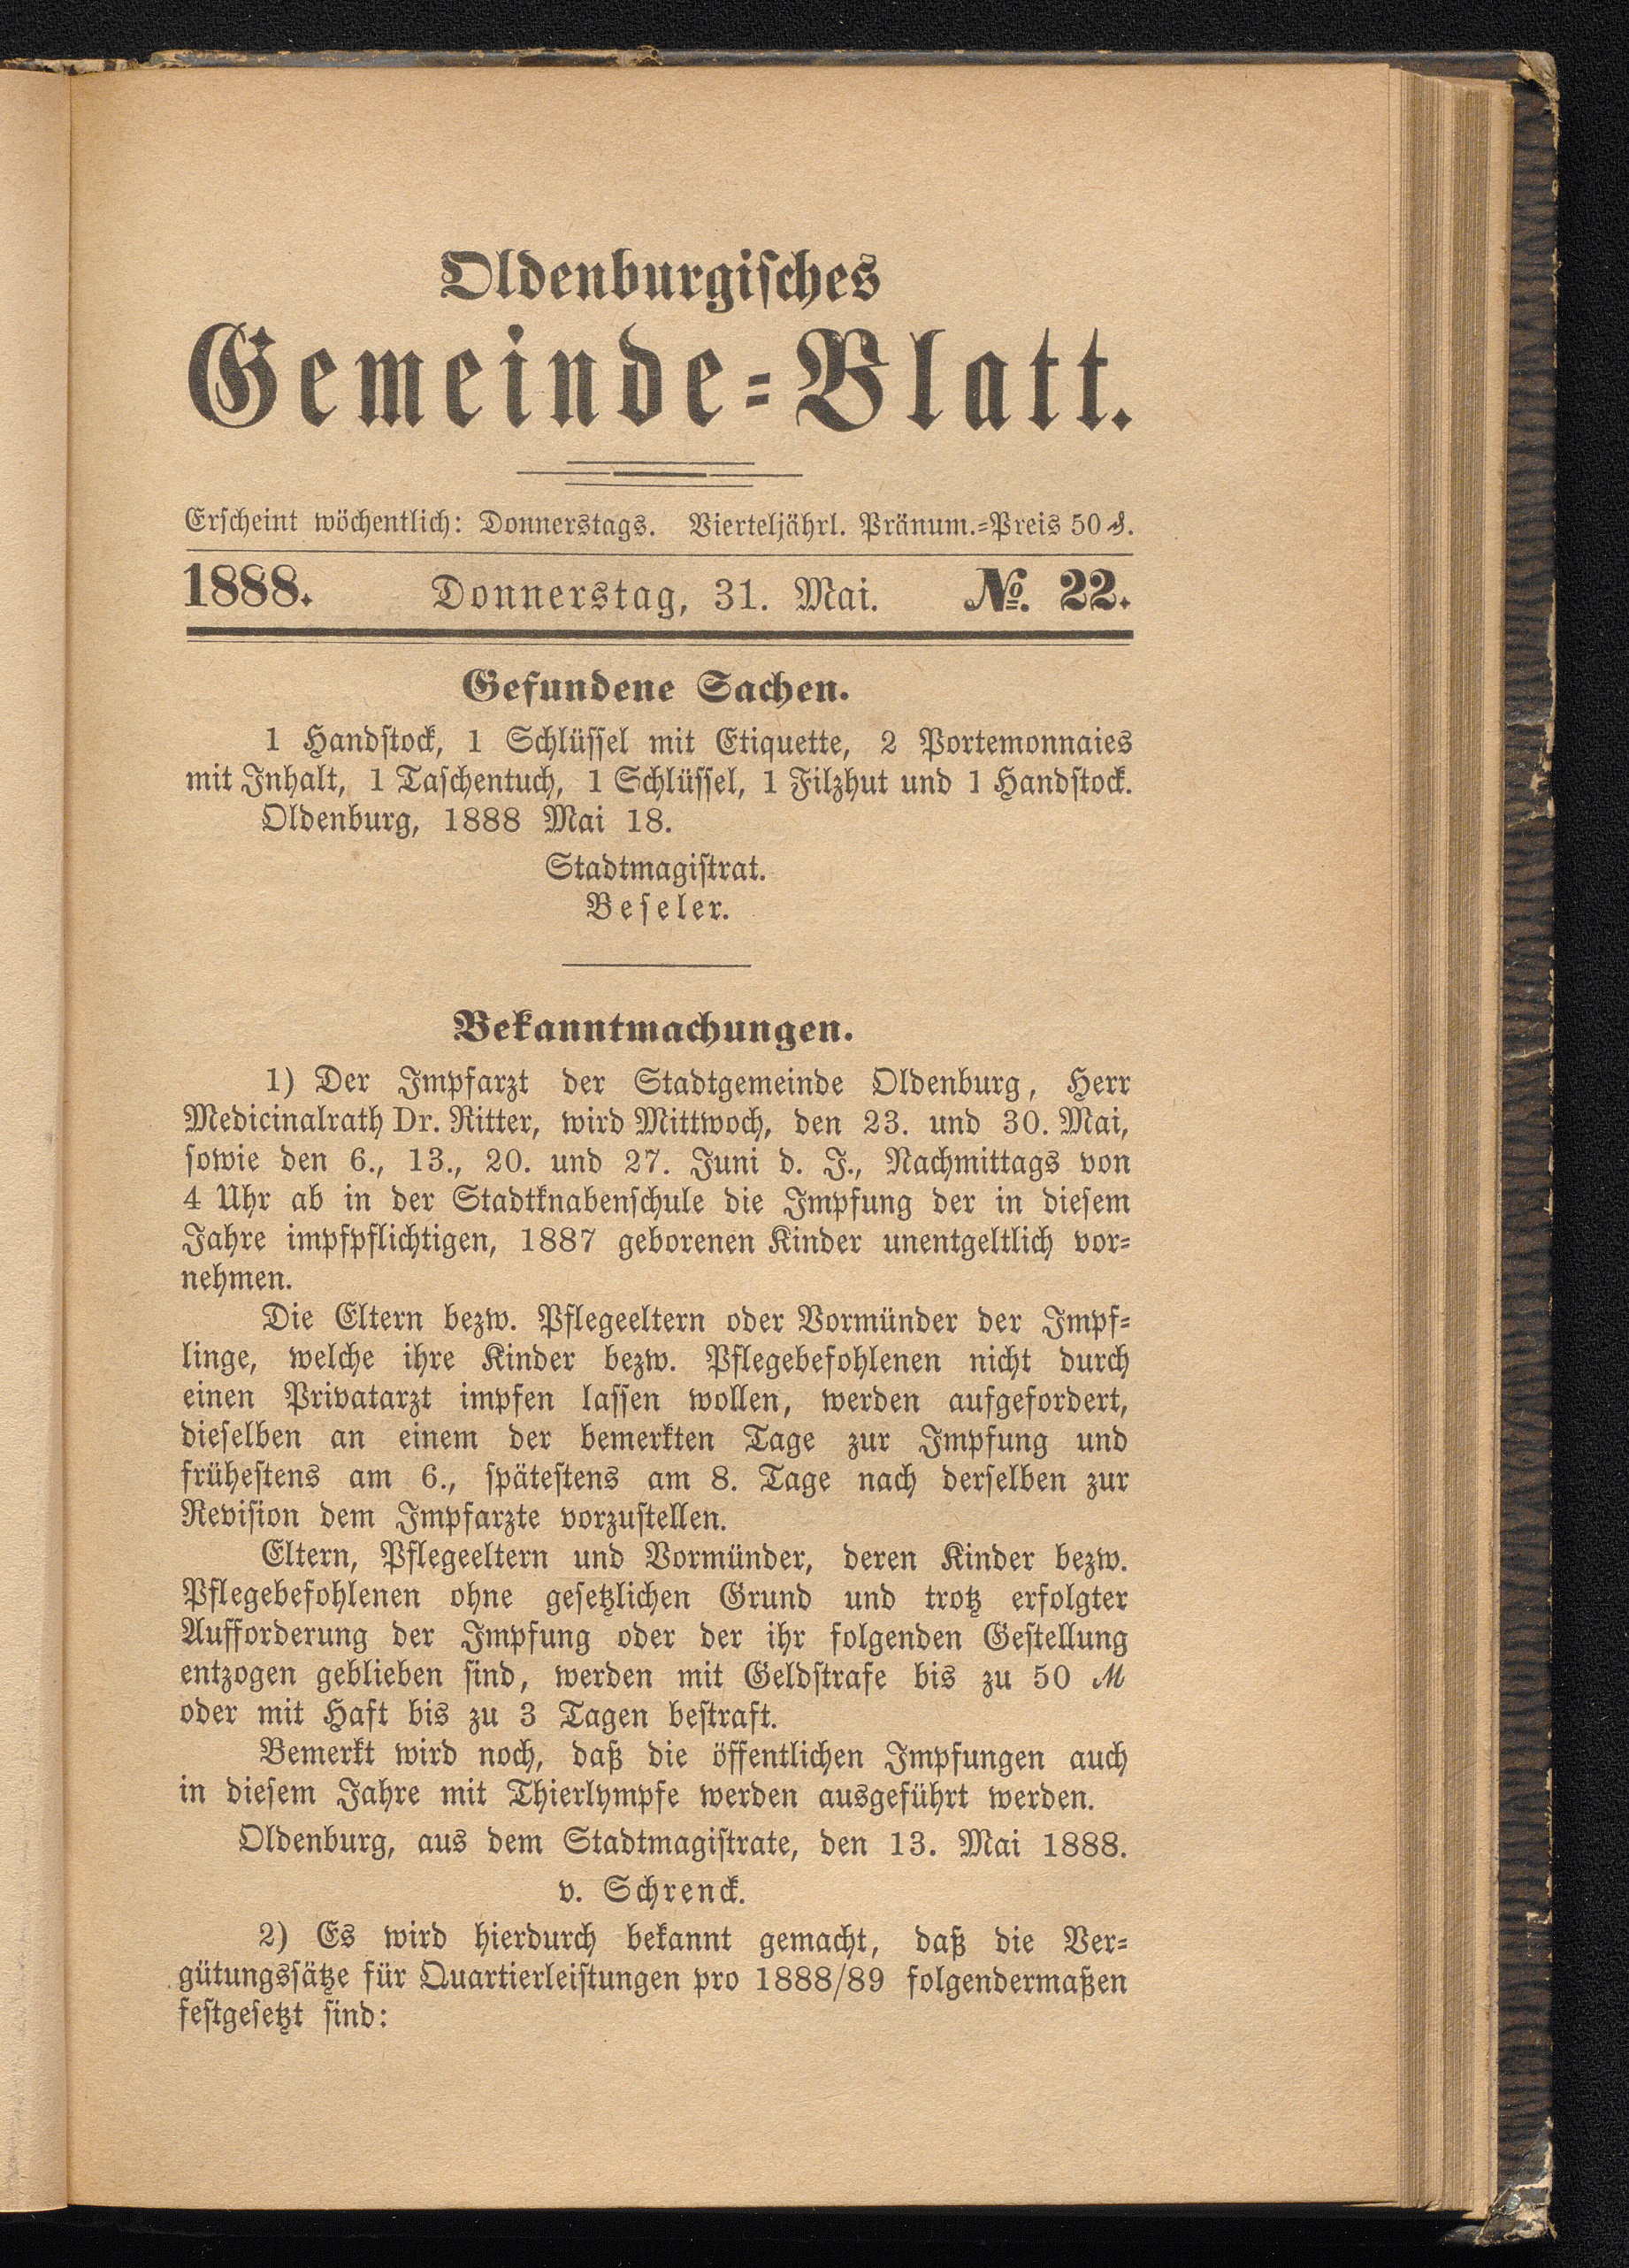 Oldenburgisches
Gemeinde-Blatt.
Erscheint wöchentlich: Donnerstags. Vierteljährl. Pränum.-Preis 50 ₰.
1888. Donnerstag, 31. Mai. №. 22.
Gefundene Sachen.
1 Handstock, 1 Schlüssel mit Etiquette, 2 Portemonnaies
mit Inhalt, 1 Taschentuch, 1 Schlüssel, 1 Filzhut und 1 Handstock.
Oldenburg, 1888 Mai 18.
Stadtmagistrat.
Beseler.
Bekanntmachungen.
1) Der Impfarzt der Stadtgemeinde Oldenburg, Herr
Medicinalrath Dr. Ritter, wird Mittwoch, den 23. und 30. Mai,
sowie den 6., 13., 20. und 27. Juni d. J., Nachmittags von
4 Uhr ab in der Stadtknabenschule die Impfung der in diesem
Jahre impfpflichtigen, 1887 geborenen Kinder unentgeltlich vor-
nehmen.
Die Eltern bezw. Pflegeeltern oder Vormünder der Impf-
linge, welche ihre Kinder bezw. Pflegebefohlenen nicht durch
einen Privatarzt impfen lassen wollen, werden aufgefordert,
dieselben an einem der bemerkten Tage zur Impfung und
frühestens am 6., spätestens am 8. Tage nach derselben zur
Revision dem Impfarzte vorzustellen.
Eltern, Pflegeeltern und Vormünder, deren Kinder bezw.
Pflegebefohlenen ohne gesetzlichen Grund und trotz erfolgter
Aufforderung der Impfung oder der ihr folgenden Gestellung
entzogen geblieben sind, werden mit Geldstrafe bis zu 50 ℳ
oder mit Haft bis zu 3 Tagen bestraft.
Bemerkt wird noch, daß die öffentlichen Impfungen auch
in diesem Jahre mit Thierlympfe werden ausgeführt werden.
Oldenburg, aus dem Stadtmagistrate, den 13. Mai 1888.
v. Schrenck.
2) Es wird hierdurch bekannt gemacht, daß die Ver-
gütungssätze für Quartierleistungen pro 1888/89 folgendermaßen
festgesetzt sind: